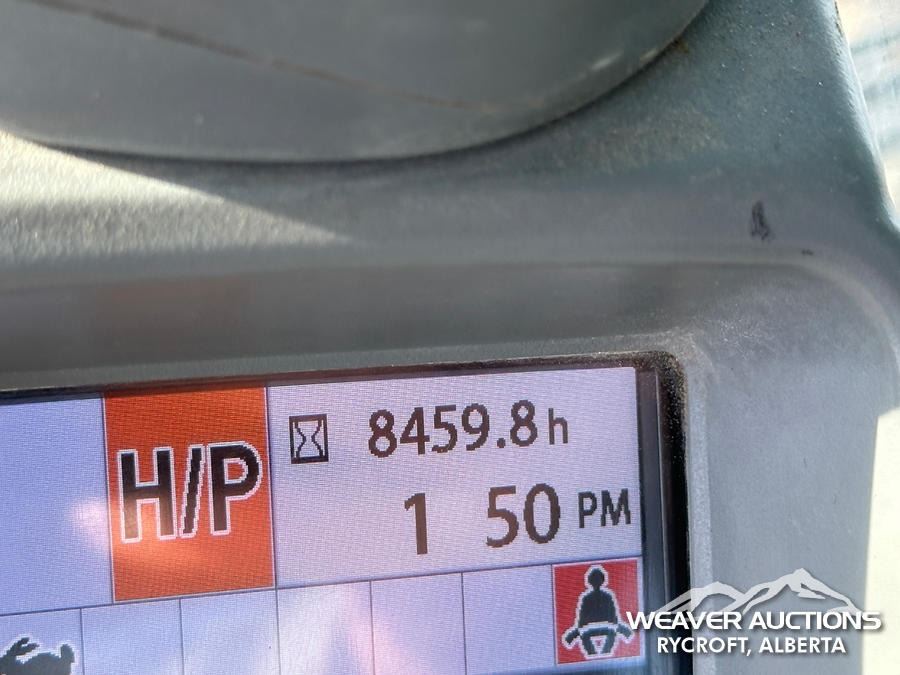 H/P
8459.8 h
1 50 PM
WEAVER AUCTIONS
RYCROFT, ALBERTA